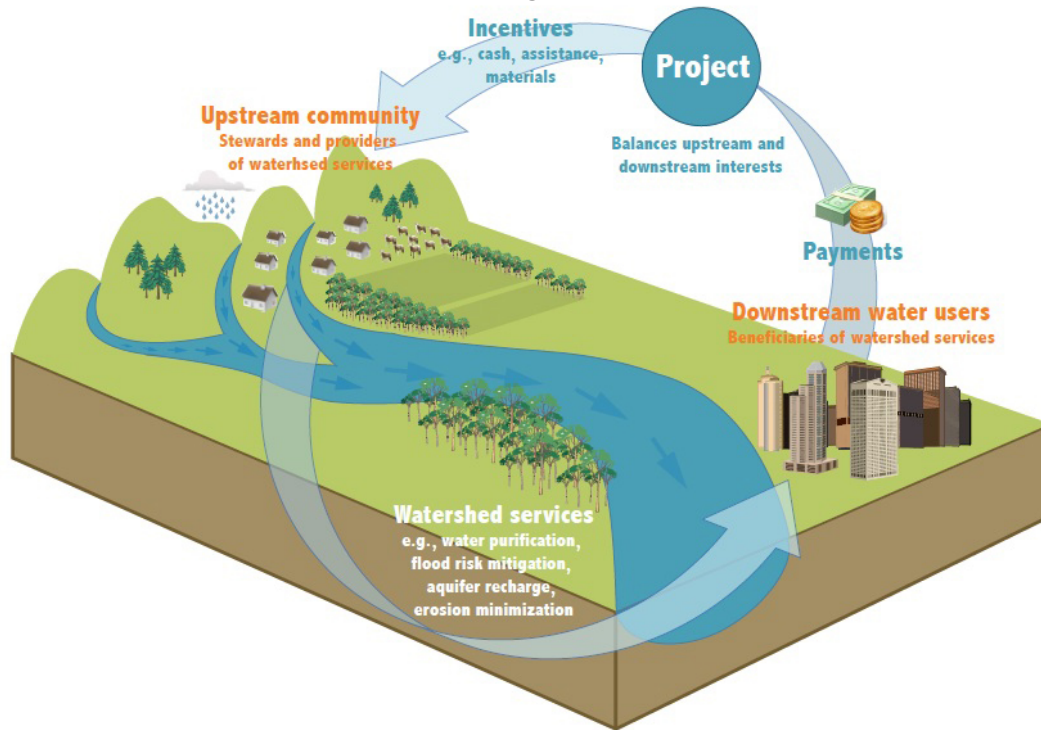 Incentives
e.g., cash, assistance,
materials
Project
Balances upstream and
downstream interests
Upstream community
Stewards and providers
of waterhsed services
Payments
Downstream water users
Beneficiaries of watershed services
Watershed services
e.g., water purification,
flood risk mitigation,
aquifer recharge,
erosion minimization